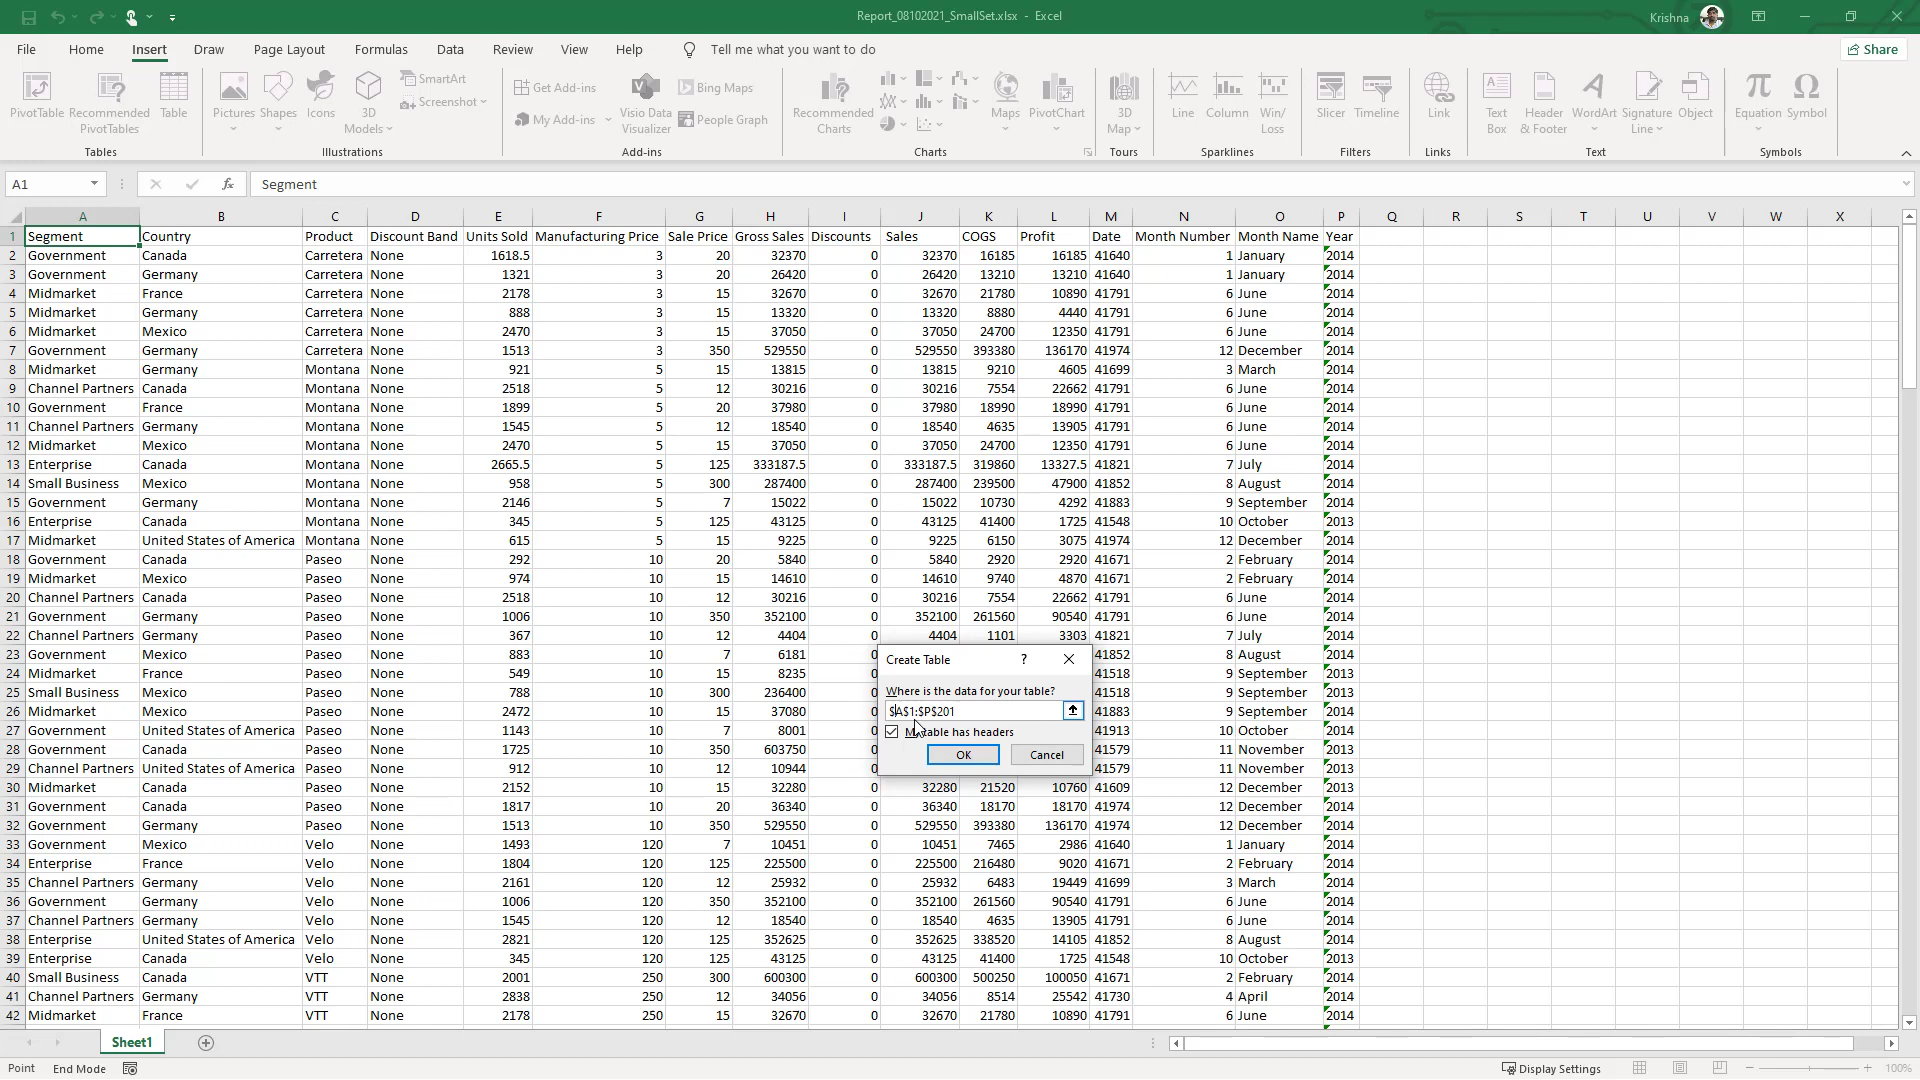 Report_08102021_SmallSet.xlsx - Excel
Krishna
File Home Insert Draw Page Layout Formulas Data Review View Help Tell me what you want to do Share
PivotTable Recommended PivotTables Table Pictures Shapes Icons 3D Models SmartArt Screenshot Get Add-ins My Add-ins Visio Data Visualizer Bing Maps People Graph Recommended Charts Maps PivotChart 3D Map Line Column Win/Loss Slicer Timeline Link Text Box Header & Footer WordArt Signature Line Object Equation Symbol
Tables Illustrations Add-ins Charts Tours Sparklines Filters Links Text Symbols
A1 fx Segment
A B C D E F G H I J K L M N O P Q R S T U V W X
1 Segment Country Product Discount Band Units Sold Manufacturing Price Sale Price Gross Sales Discounts Sales COGS Profit Date Month Number Month Name Year
2 Government Canada Carretera None 1618.5 3 20 32370 0 32370 16185 16185 41640 1 January 2014
3 Government Germany Carretera None 1321 3 20 26420 0 26420 13210 13210 41640 1 January 2014
4 Midmarket France Carretera None 2178 3 15 32670 0 32670 21780 10890 41791 6 June 2014
5 Midmarket Germany Carretera None 888 3 15 13320 0 13320 8880 4440 41791 6 June 2014
6 Midmarket Mexico Carretera None 2470 3 15 37050 0 37050 24700 12350 41791 6 June 2014
7 Government Germany Carretera None 1513 3 350 529550 0 529550 393380 136170 41974 12 December 2014
8 Midmarket Germany Montana None 921 5 15 13815 0 13815 9210 4605 41699 3 March 2014
9 Channel Partners Canada Montana None 2518 5 12 30216 0 30216 7554 22662 41791 6 June 2014
10 Government France Montana None 1899 5 20 37980 0 37980 18990 18990 41791 6 June 2014
11 Channel Partners Germany Montana None 1545 5 12 18540 0 18540 4635 13905 41791 6 June 2014
12 Midmarket Mexico Montana None 2470 5 15 37050 0 37050 24700 12350 41791 6 June 2014
13 Enterprise Canada Montana None 2665.5 5 125 333187.5 0 333187.5 319860 13327.5 41821 7 July 2014
14 Small Business Mexico Montana None 958 5 300 287400 0 287400 239500 47900 41852 8 August 2014
15 Government Germany Montana None 2146 5 7 15022 0 15022 10730 4292 41883 9 September 2014
16 Enterprise Canada Montana None 345 5 125 43125 0 43125 41400 1725 41548 10 October 2013
17 Midmarket United States of America Montana None 615 5 15 9225 0 9225 6150 3075 41974 12 December 2014
18 Government Canada Paseo None 292 10 20 5840 0 5840 2920 2920 41671 2 February 2014
19 Midmarket Mexico Paseo None 974 10 15 14610 0 14610 9740 4870 41671 2 February 2014
20 Channel Partners Canada Paseo None 2518 10 12 30216 0 30216 7554 22662 41791 6 June 2014
21 Government Germany Paseo None 1006 10 350 352100 0 352100 261560 90540 41791 6 June 2014
22 Channel Partners Germany Paseo None 367 10 12 4404 0 4404 1101 3303 41821 7 July 2014
23 Government Mexico Paseo None 883 10 7 6181 0 41852 8 August 2014
24 Midmarket France Paseo None 549 10 15 8235 0 41518 9 September 2013
25 Small Business Mexico Paseo None 788 10 300 236400 0 41518 9 September 2013
26 Midmarket Mexico Paseo None 2472 10 15 37080 0 41883 9 September 2014
27 Government United States of America Paseo None 1143 10 7 8001 0 41913 10 October 2014
28 Government Canada Paseo None 1725 10 350 603750 0 41579 11 November 2013
29 Channel Partners United States of America Paseo None 912 10 12 10944 0 41579 11 November 2013
Create Table ?
Where is the data for your table?
$A$1:$P$201
My table has headers
OK Cancel
30 Midmarket Canada Paseo None 2152 10 15 32280 0 32280 21520 10760 41609 12 December 2013
31 Government Canada Paseo None 1817 10 20 36340 0 36340 18170 18170 41974 12 December 2014
32 Government Germany Paseo None 1513 10 350 529550 0 529550 393380 136170 41974 12 December 2014
33 Government Mexico Velo None 1493 120 7 10451 0 10451 7465 2986 41640 1 January 2014
34 Enterprise France Velo None 1804 120 125 225500 0 225500 216480 9020 41671 2 February 2014
35 Channel Partners Germany Velo None 2161 120 12 25932 0 25932 6483 19449 41699 3 March 2014
36 Government Germany Velo None 1006 120 350 352100 0 352100 261560 90540 41791 6 June 2014
37 Channel Partners Germany Velo None 1545 120 12 18540 0 18540 4635 13905 41791 6 June 2014
38 Enterprise United States of America Velo None 2821 120 125 352625 0 352625 338520 14105 41852 8 August 2014
39 Enterprise Canada Velo None 345 120 125 43125 0 43125 41400 1725 41548 10 October 2013
40 Small Business Canada VTT None 2001 250 300 600300 0 600300 500250 100050 41671 2 February 2014
41 Channel Partners Germany VTT None 2838 250 12 34056 0 34056 8514 25542 41730 4 April 2014
42 Midmarket France VTT None 2178 250 15 32670 0 32670 21780 10890 41791 6 June 2014
Sheet1
Point End Mode Display Settings 100%